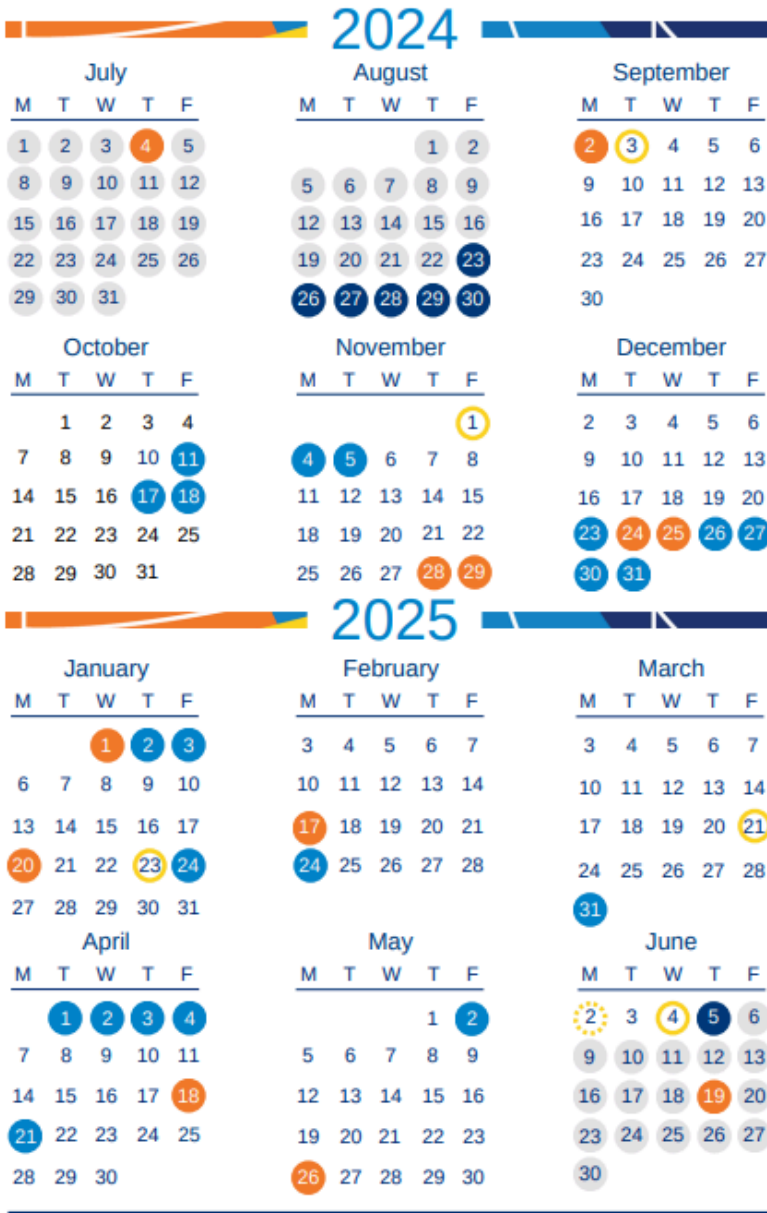 2024
July August September
M T W T F M T W T F M T W T F
1 2 3 4 5 1 2 2 3 4 5 6
8 9 10 11 12 5 6 7 8 9 9 10 11 12 13
15 16 17 18 19 12 13 14 15 16 16 17 18 19 20
22 23 24 25 26 19 20 21 22 23 23 24 25 26 27
29 30 31 26 27 28 29 30 30
October November December
M T W T F M T W T F M T W T F
1 2 3 4 1 2 3 4 5 6
7 8 9 10 11 4 5 6 7 8 9 10 11 12 13
14 15 16 17 18 11 12 13 14 15 16 17 18 19 20
21 22 23 24 25 18 19 20 21 22 23 24 25 26 27
28 29 30 31 25 26 27 28 29 30 31
2025
January February March
M T W T F M T W T F M T W T F
1 2 3 3 4 5 6 7 3 4 5 6 7
6 7 8 9 10 10 11 12 13 14 10 11 12 13 14
13 14 15 16 17 17 18 19 20 21 17 18 19 20 21
20 21 22 23 24 24 25 26 27 28 24 25 26 27 28
27 28 29 30 31 31
April May June
M T W T F M T W T F M T W T F
1 2 3 4 1 2 2 3 4 5 6
7 8 9 10 11 5 6 7 8 9 9 10 11 12 13
14 15 16 17 18 12 13 14 15 16 16 17 18 19 20
21 22 23 24 25 19 20 21 22 23 23 24 25 26 27
28 29 30 26 27 28 29 30 30